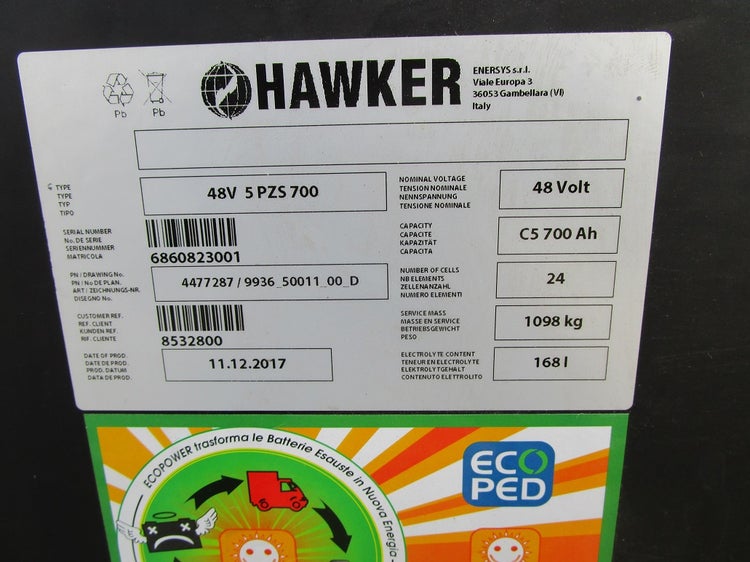 Pb
Pb
HAWKER
ENERSYS s.r.l.
Viale Europa 3
36053 Gambellara (VI)
Italy
TYPE
TYPE
TYP
TIPO
48V 5 PZS 700
NOMINAL VOLTAGE
TENSION NOMINALE
NENNSPANNUNG
TENSIONE NOMINALE
48 Volt
SERIAL NUMBER
No. DE SERIE
SERIENNUMMER
MATRICOLA
6860823001
CAPACITY
CAPACITE
KAPAZITÄT
CAPACITA
C5 700 Ah
PN / DRAWING No.
PN / No DE PLAN.
ART / ZEICHNUNGS-NR.
DISEGNO No.
4477287 / 9936_50011_00_D
NUMBER OF CELLS
NB ELEMENTS
ZELLENANZAHL
NUMERO ELEMENTI
24
CUSTOMER REF.
REF. CLIENT
KUNDEN REF.
RIF. CLIENTE
8532800
SERVICE MASS
MASSE EN SERVICE
BETRIEBSGEWICHT
PESO
1098 kg
DATE OF PROD.
DATE DE PROD.
PROD. DATUM
DATA DE PROD.
11.12.2017
ELECTROLYTE CONTENT
TENEUR EN ELECTROLYTE
ELEKTROLYTGEHALT
CONTENUTO ELETTROLITO
168 l
ECOPOWER trasforma le Batterie Esauste in Nuova Energia -
ECO
PED